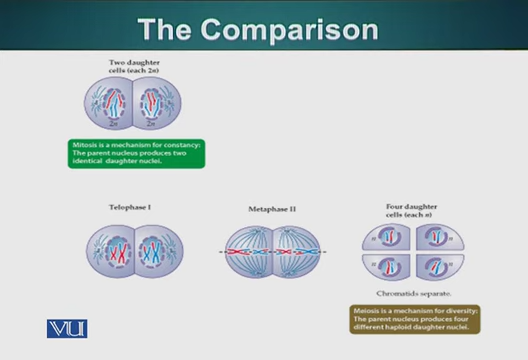 The Comparison
Two daughter
cells (each 2n)
2n 2n
Mitosis is a mechanism for constancy:
The parent nucleus produces two
identical daughter nuclei.
Telophase I
Metaphase II
Four daughter
cells (each n)
n n
n n
Chromatids separate.
Meiosis is a mechanism for diversity:
The parent nucleus produces four
different haploid daughter nuclei.
VU